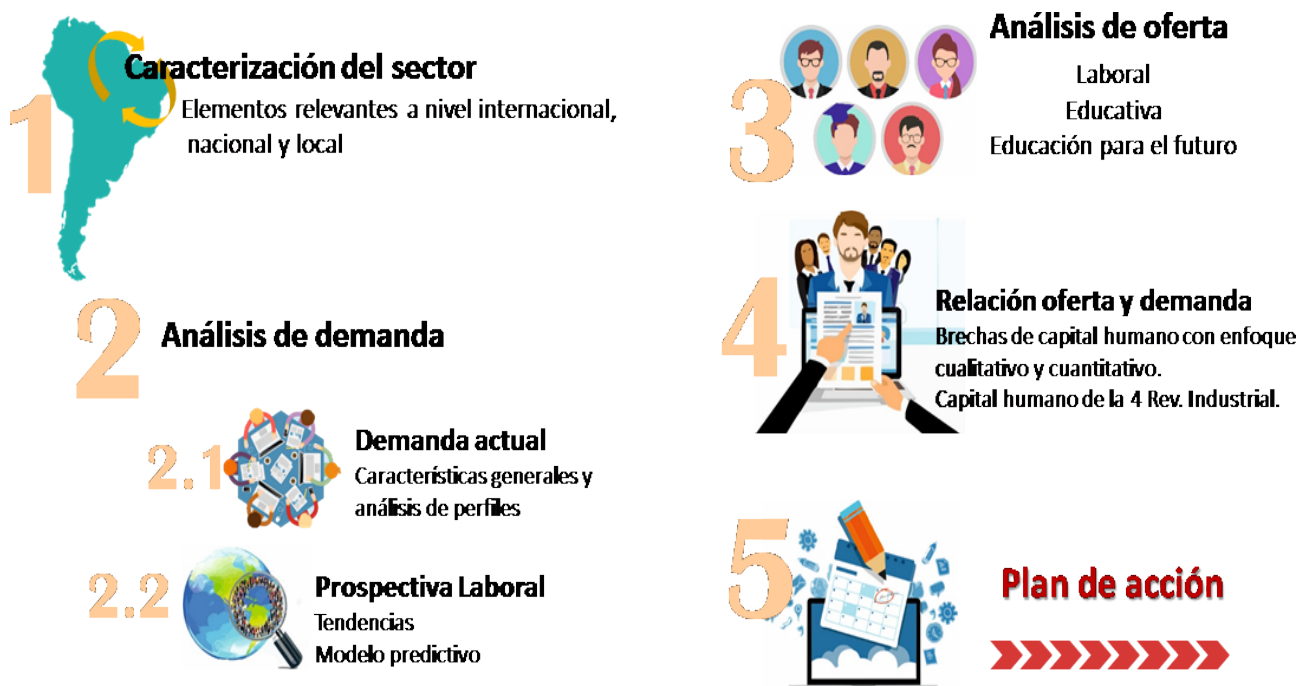 1
Caracterización del sector
Elementos relevantes a nivel internacional,
nacional y local
2
Análisis de demanda
2.1
Demanda actual
Características generales y
análisis de perfiles
2.2
Prospectiva Laboral
Tendencias
Modelo predictivo
3
Análisis de oferta
Laboral
Educativa
Educación para el futuro
4
Relación oferta y demanda
Brechas de capital humano con enfoque
cualitativo y cuantitativo.
Capital humano de la 4 Rev. Industrial.
5
Plan de acción